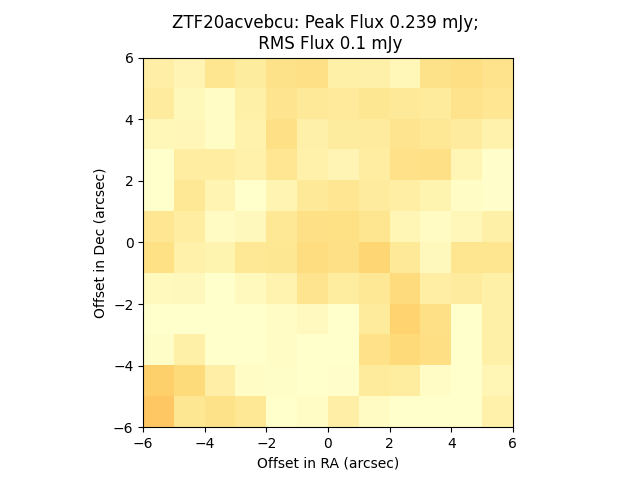 ZTF20acvebcu: Peak Flux 0.239 mJy;
RMS Flux 0.1 mJy
6
4
2
0
−2
−4
−6
Offset in Dec (arcsec)
−6 −4 −2 0 2 4 6
Offset in RA (arcsec)